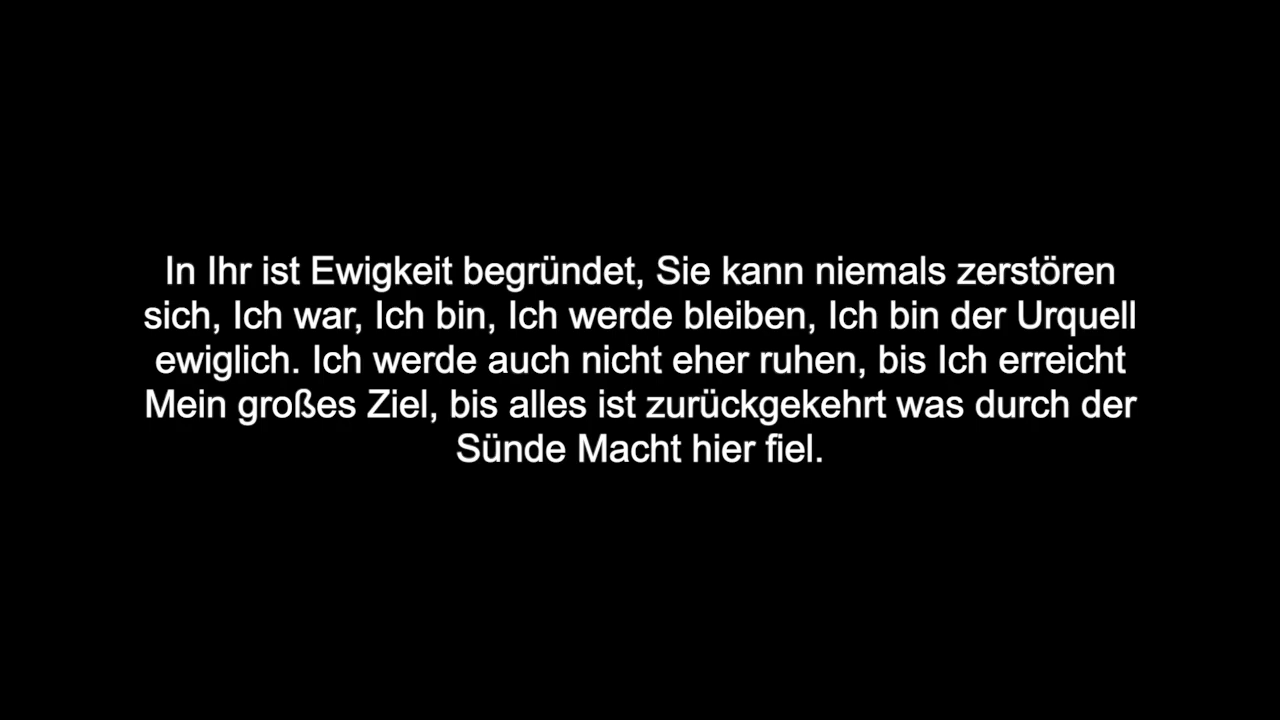 In Ihr ist Ewigkeit begründet, Sie kann niemals zerstören
sich, Ich war, Ich bin, Ich werde bleiben, Ich bin der Urquell
ewiglich. Ich werde auch nicht eher ruhen, bis Ich erreicht
Mein großes Ziel, bis alles ist zurückgekehrt was durch der
Sünde Macht hier fiel.